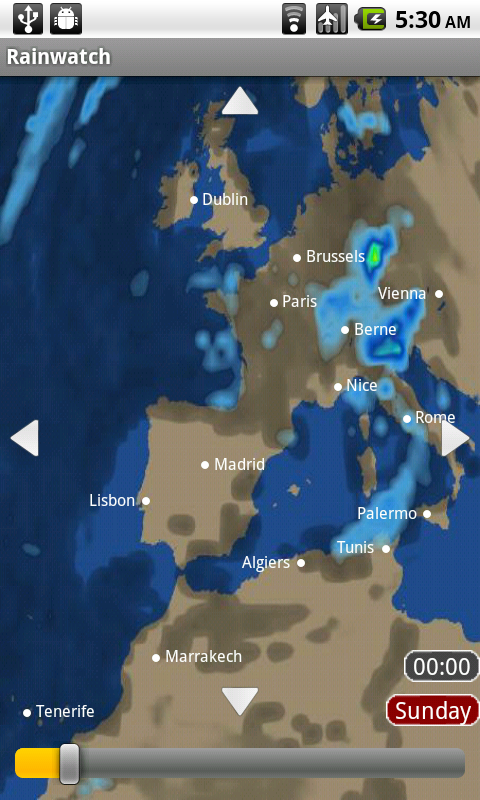 5:30 AM
Rainwatch
Dublin
Brussels
Vienna
Paris
Berne
Nice
Rome
Madrid
Lisbon
Palermo
Tunis
Algiers
Marrakech
00:00
Tenerife
Sunday